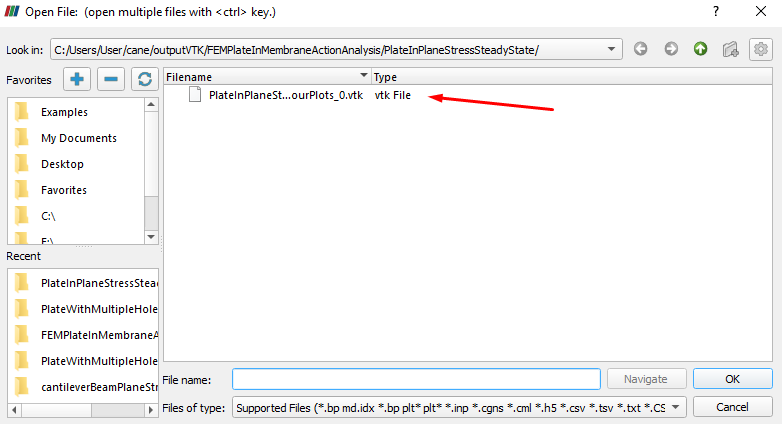 Open File: (open multiple files with <ctrl> key.)
Look in: C:/Users/User/cane/outputVTK/FEMPlateInMembraneActionAnalysis/PlateInPlaneStressSteadyState/
Favorites
Filename Type
PlateInPlaneSt...ourPlots_0.vtk vtk File
Examples
My Documents
Desktop
Favorites
C:\
Recent
PlateInPlaneStressSteady
PlateWithMultipleHole
FEMPlateInMembraneA
PlateWithMultipleHole
cantileverBeamPlaneStr
File name: Navigate OK
Files of type: Supported Files (*.bp md.idx *.bp plt* plt* *.inp *.cgns *.cml *.h5 *.csv *.tsv *.txt *.CS Cancel